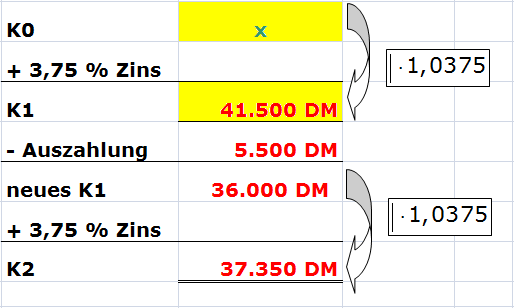 K0 x
+ 3,75 % Zins
|·1,0375
K1 41.500 DM
- Auszahlung 5.500 DM
neues K1 36.000 DM
|·1,0375
+ 3,75 % Zins
K2 37.350 DM